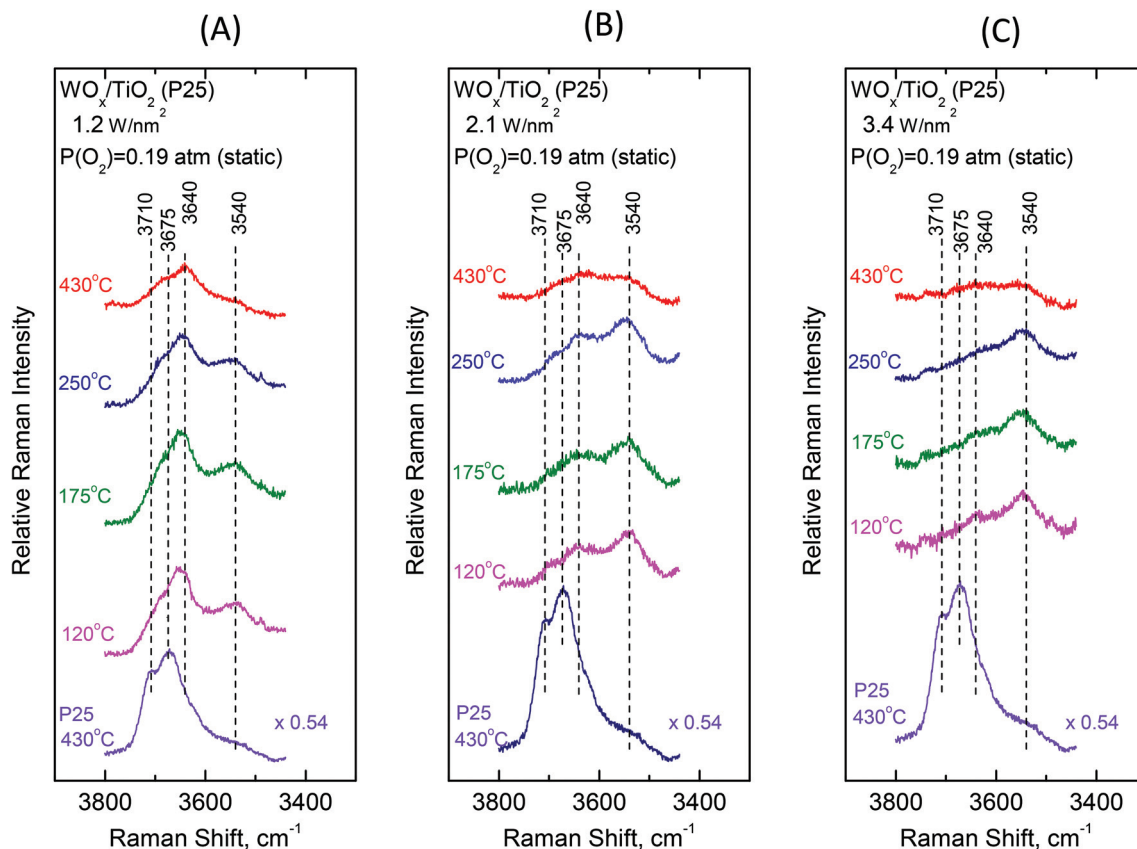 (A)
WOₓ/TiO₂ (P25)
1.2 W/nm²
P(O₂)=0.19 atm (static)
3710
3675
3640
3540
430°C
250°C
175°C
120°C
P25
430°C
x 0.54
Relative Raman Intensity
3800 3600 3400
Raman Shift, cm⁻¹
(B)
WOₓ/TiO₂ (P25)
2.1 W/nm²
P(O₂)=0.19 atm (static)
3710
3675
3640
3540
430°C
250°C
175°C
120°C
P25
430°C
x 0.54
Relative Raman Intensity
3800 3600 3400
Raman Shift, cm⁻¹
(C)
WOₓ/TiO₂ (P25)
3.4 W/nm²
P(O₂)=0.19 atm (static)
3710
3675
3640
3540
430°C
250°C
175°C
120°C
P25
430°C
x 0.54
Relative Raman Intensity
3800 3600 3400
Raman Shift, cm⁻¹